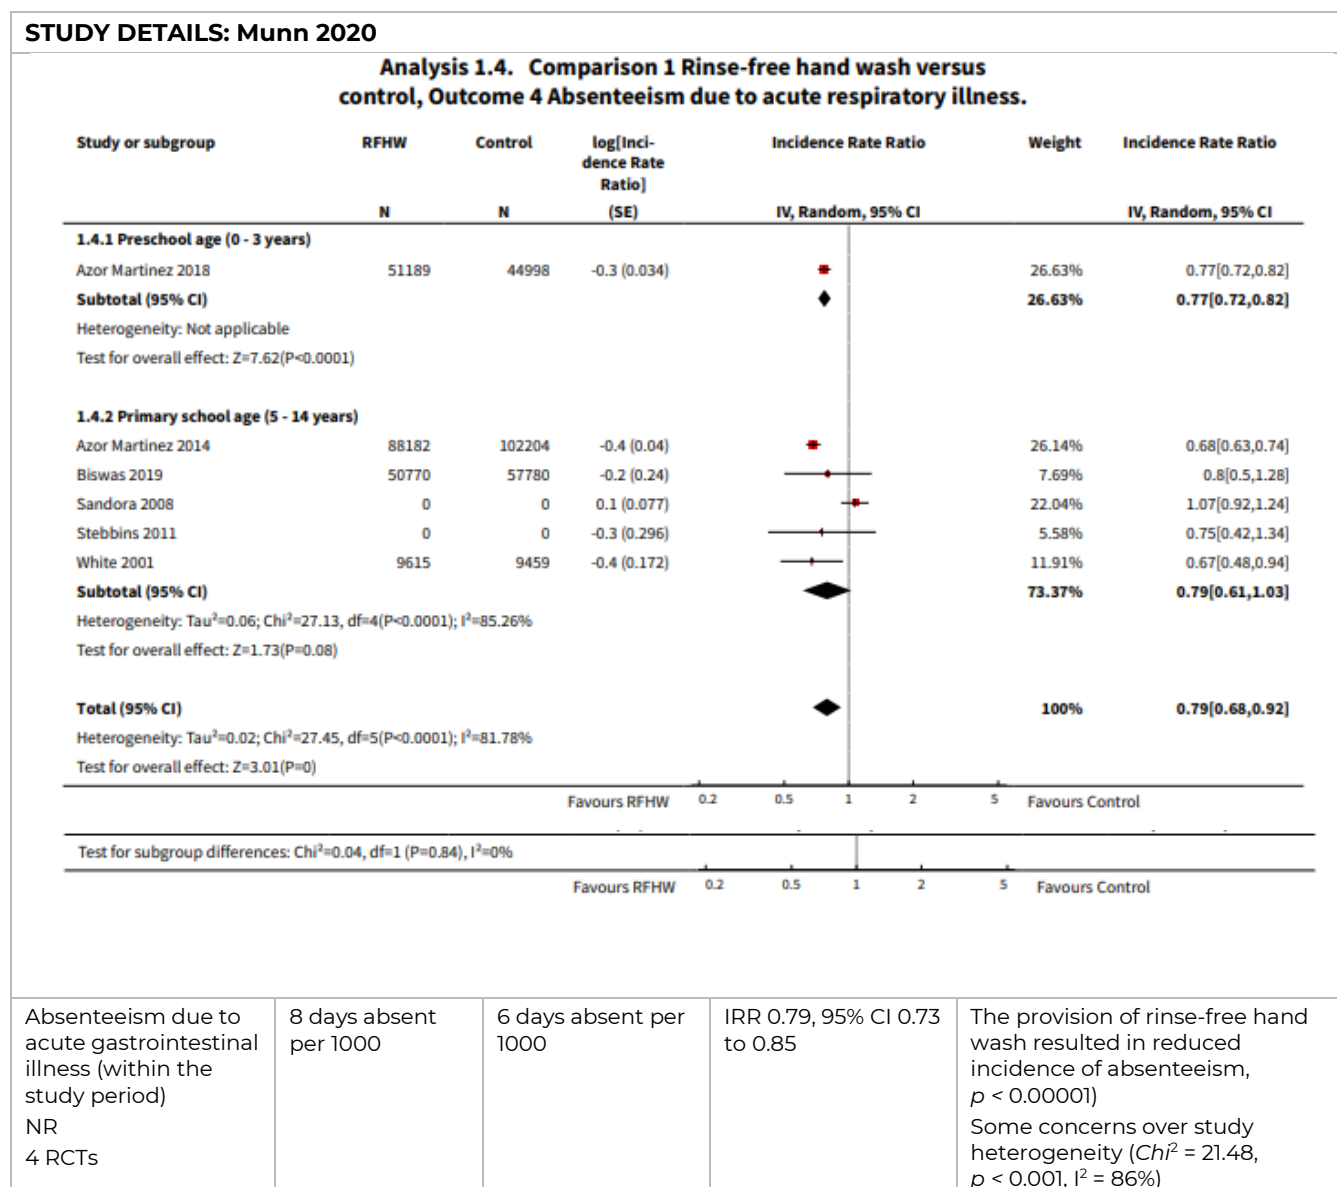 STUDY DETAILS: Munn 2020
Analysis 1.4. Comparison 1 Rinse-free hand wash versus
control, Outcome 4 Absenteeism due to acute respiratory illness.
Study or subgroup RFHW Control log[Inci- Incidence Rate Ratio Weight Incidence Rate Ratio
dence Rate
Ratio]
N N (SE) IV, Random, 95% CI IV, Random, 95% CI
1.4.1 Preschool age (0 - 3 years)
Azor Martinez 2018 51189 44998 -0.3 (0.034) 26.63% 0.77[0.72,0.82]
Subtotal (95% CI) 26.63% 0.77[0.72,0.82]
Heterogeneity: Not applicable
Test for overall effect: Z=7.62(P<0.0001)
1.4.2 Primary school age (5 - 14 years)
Azor Martinez 2014 88182 102204 -0.4 (0.04) 26.14% 0.68[0.63,0.74]
Biswas 2019 50770 57780 -0.2 (0.24) 7.69% 0.8[0.5,1.28]
Sandora 2008 0 0 0.1 (0.077) 22.04% 1.07[0.92,1.24]
Stebbins 2011 0 0 -0.3 (0.296) 5.58% 0.75[0.42,1.34]
White 2001 9615 9459 -0.4 (0.172) 11.91% 0.67[0.48,0.94]
Subtotal (95% CI) 73.37% 0.79[0.61,1.03]
Heterogeneity: Tau²=0.06; Chi²=27.13, df=4(P<0.0001); I²=85.26%
Test for overall effect: Z=1.73(P=0.08)
Total (95% CI) 100% 0.79[0.68,0.92]
Heterogeneity: Tau²=0.02; Chi²=27.45, df=5(P<0.0001); I²=81.78%
Test for overall effect: Z=3.01(P=0)
Favours RFHW 0.2 0.5 1 2 5 Favours Control
Test for subgroup differences: Chi²=0.04, df=1 (P=0.84), I²=0%
Favours RFHW 0.2 0.5 1 2 5 Favours Control
Absenteeism due to
acute gastrointestinal
illness (within the
study period)
NR
4 RCTs
8 days absent
per 1000
6 days absent per
1000
IRR 0.79, 95% CI 0.73
to 0.85
The provision of rinse-free hand
wash resulted in reduced
incidence of absenteeism,
p < 0.00001)
Some concerns over study
heterogeneity (Chi² = 21.48,
p < 0.001, I² = 86%)